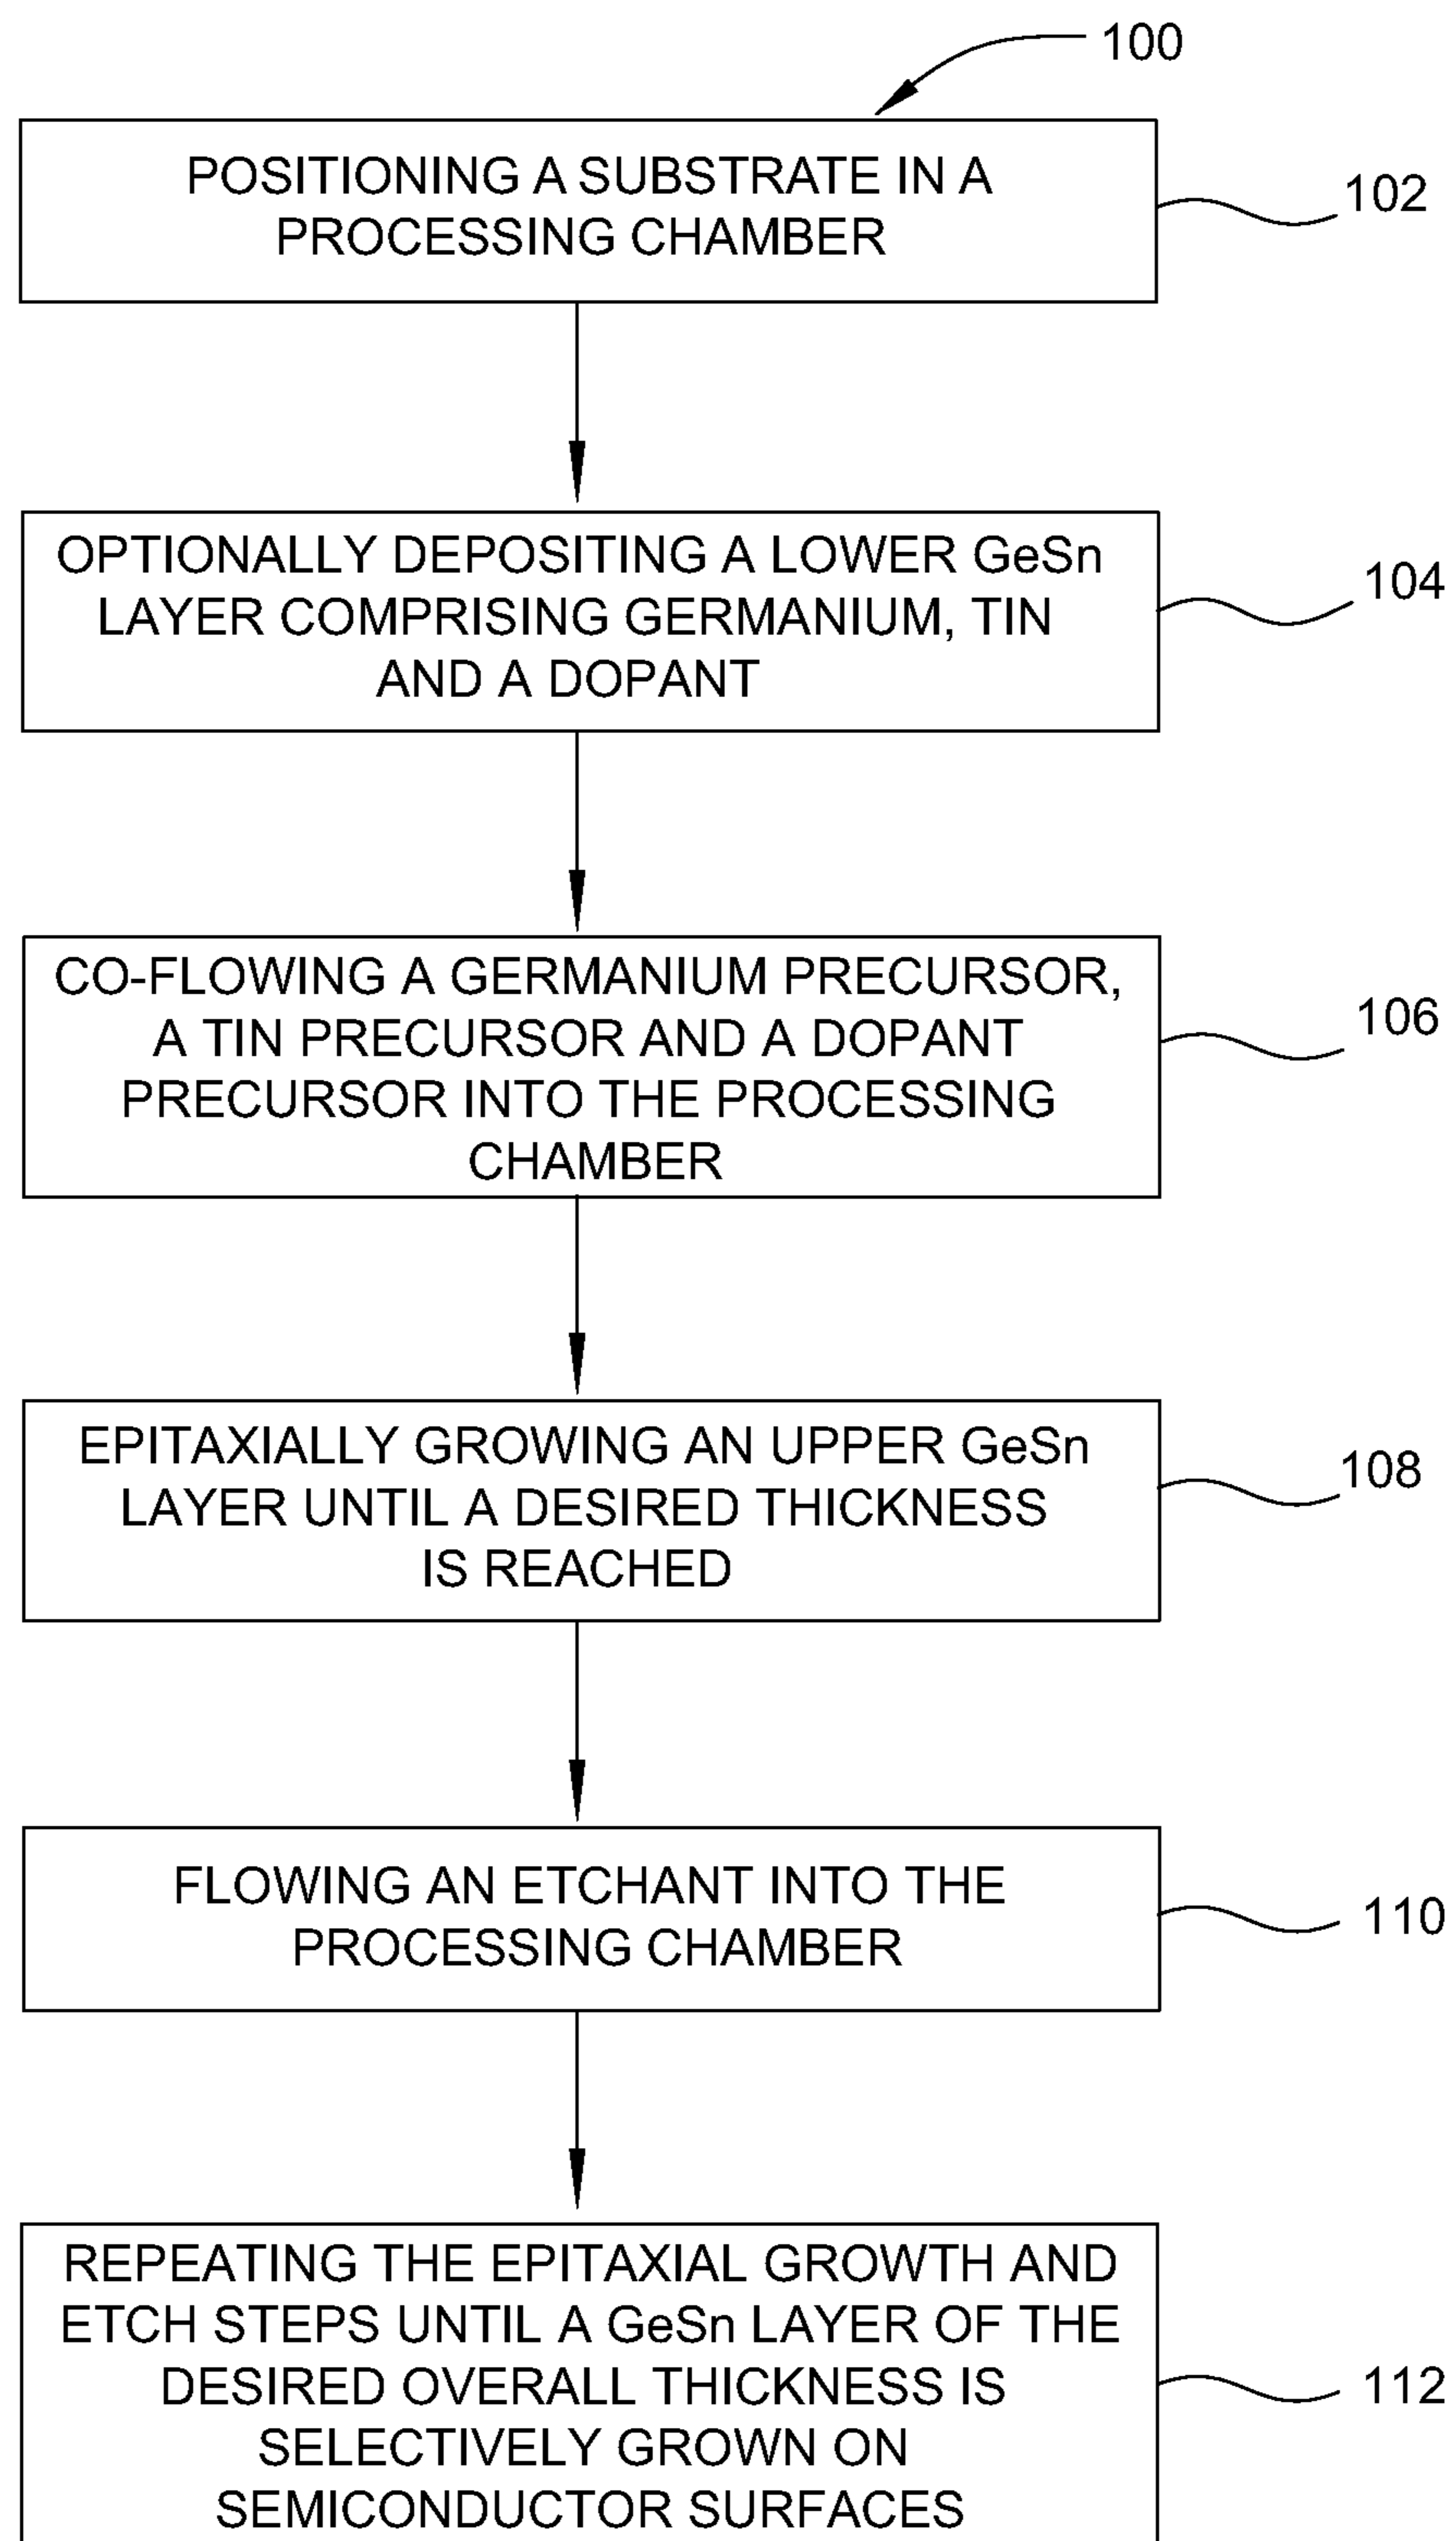 100
POSITIONING A SUBSTRATE IN A
PROCESSING CHAMBER
102
OPTIONALLY DEPOSITING A LOWER GeSn
LAYER COMPRISING GERMANIUM, TIN
AND A DOPANT
104
CO-FLOWING A GERMANIUM PRECURSOR,
A TIN PRECURSOR AND A DOPANT
PRECURSOR INTO THE PROCESSING
CHAMBER
106
EPITAXIALLY GROWING AN UPPER GeSn
LAYER UNTIL A DESIRED THICKNESS
IS REACHED
108
FLOWING AN ETCHANT INTO THE
PROCESSING CHAMBER
110
REPEATING THE EPITAXIAL GROWTH AND
ETCH STEPS UNTIL A GeSn LAYER OF THE
DESIRED OVERALL THICKNESS IS
SELECTIVELY GROWN ON
SEMICONDUCTOR SURFACES
112